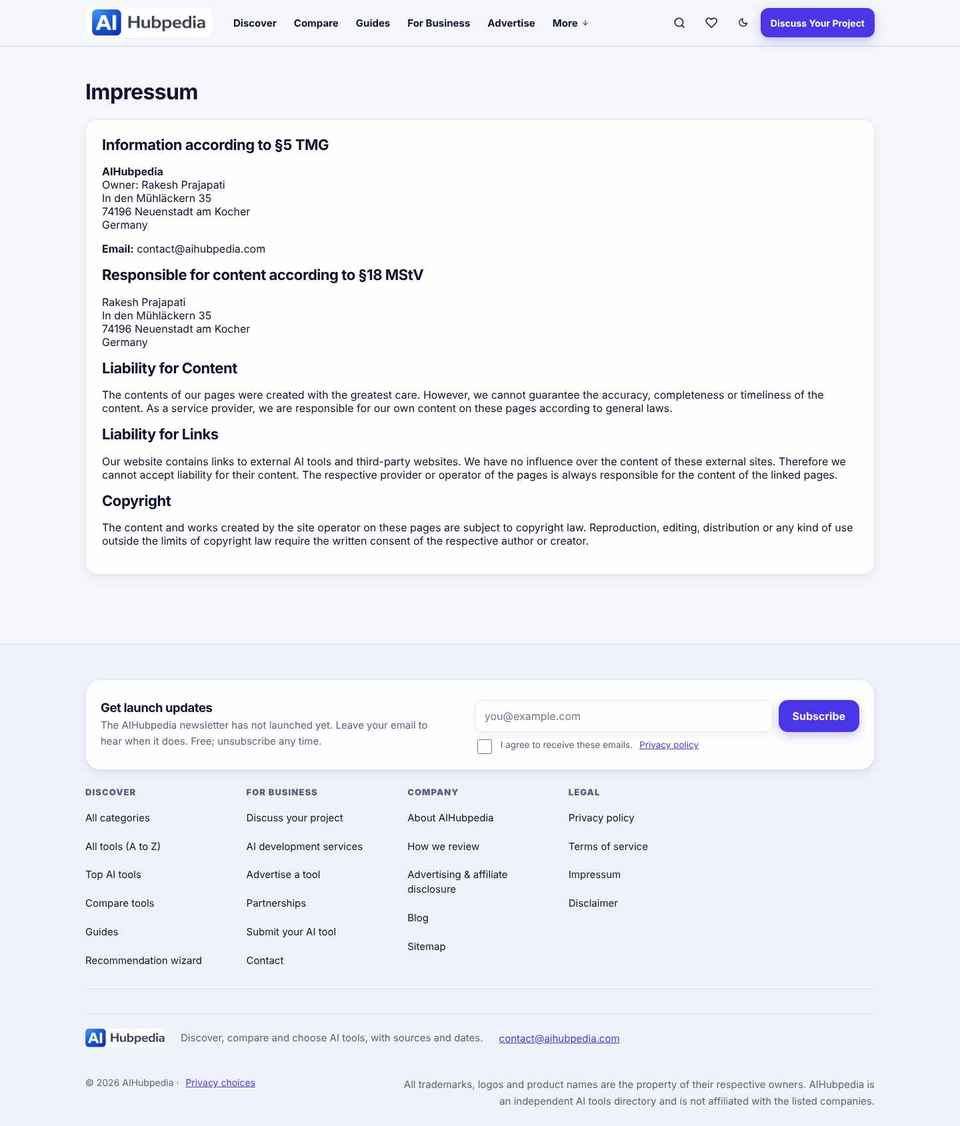 AI Hubpedia
Discover Compare Guides For Business Advertise More
Discuss Your Project
Impressum
Information according to §5 TMG
AIHubpedia
Owner: Rakesh Prajapati
In den Mühläckern 35
74196 Neuenstadt am Kocher
Germany
Email: contact@aihubpedia.com
Responsible for content according to §18 MStV
Rakesh Prajapati
In den Mühläckern 35
74196 Neuenstadt am Kocher
Germany
Liability for Content
The contents of our pages were created with the greatest care. However, we cannot guarantee the accuracy, completeness or timeliness of the
content. As a service provider, we are responsible for our own content on these pages according to general laws.
Liability for Links
Our website contains links to external AI tools and third-party websites. We have no influence over the content of these external sites. Therefore we
cannot accept liability for their content. The respective provider or operator of the pages is always responsible for the content of the linked pages.
Copyright
The content and works created by the site operator on these pages are subject to copyright law. Reproduction, editing, distribution or any kind of use
outside the limits of copyright law require the written consent of the respective author or creator.
Get launch updates
The AIHubpedia newsletter has not launched yet. Leave your email to
hear when it does. Free; unsubscribe any time.
you@example.com
Subscribe
I agree to receive these emails. Privacy policy
DISCOVER
All categories
All tools (A to Z)
Top AI tools
Compare tools
Guides
Recommendation wizard
FOR BUSINESS
Discuss your project
AI development services
Advertise a tool
Partnerships
Submit your AI tool
Contact
COMPANY
About AIHubpedia
How we review
Advertising & affiliate
disclosure
Blog
Sitemap
LEGAL
Privacy policy
Terms of service
Impressum
Disclaimer
AI Hubpedia
Discover, compare and choose AI tools, with sources and dates.
contact@aihubpedia.com
© 2026 AIHubpedia · Privacy choices
All trademarks, logos and product names are the property of their respective owners. AIHubpedia is
an independent AI tools directory and is not affiliated with the listed companies.